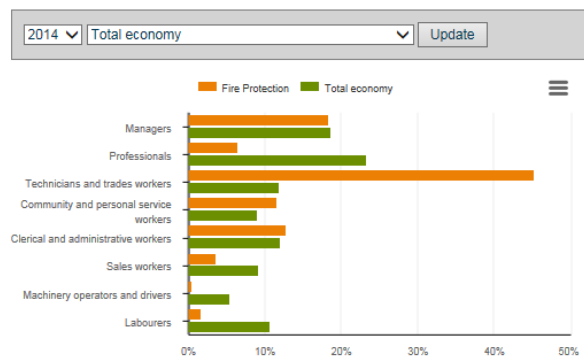 2014 Total economy Update
Fire Protection Total economy
Managers
Professionals
Technicians and trades workers
Community and personal service
workers
Clerical and administrative workers
Sales workers
Machinery operators and drivers
Labourers
0% 10% 20% 30% 40% 50%